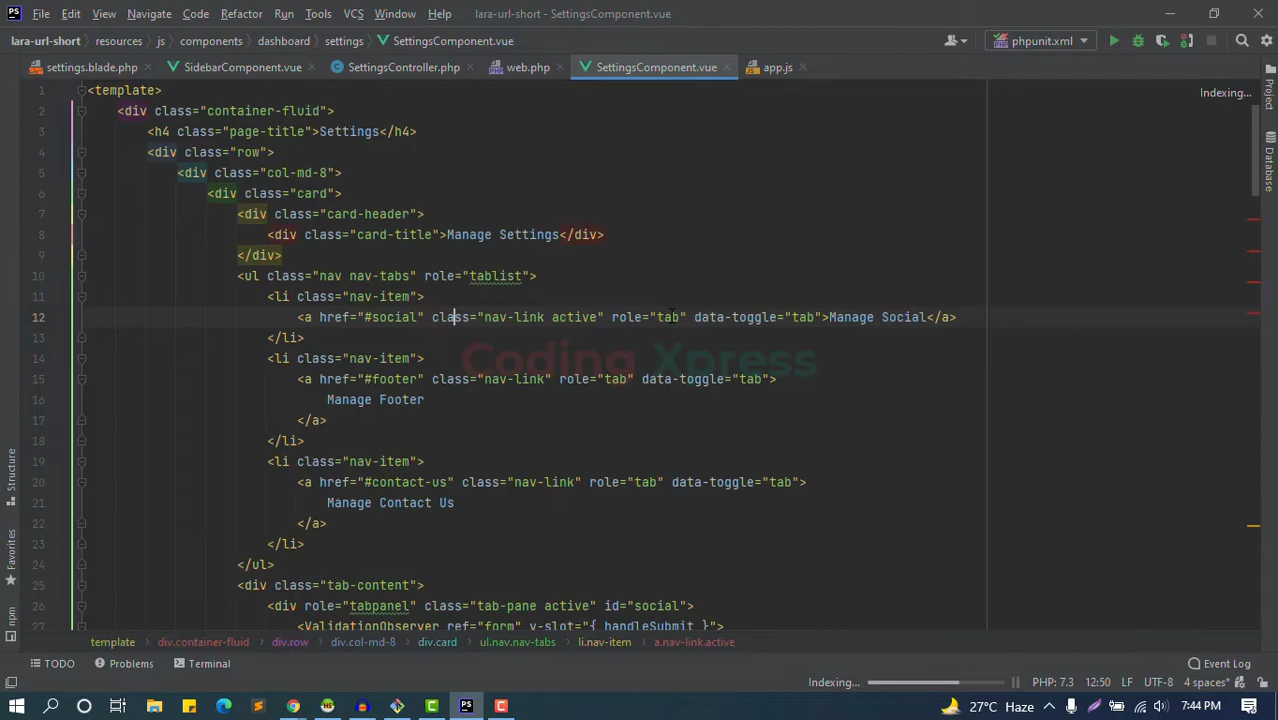 File Edit View Navigate Code Refactor Run Tools VCS Window Help lara-url-short - SettingsComponent.vue
lara-url-short resources js components dashboard settings SettingsComponent.vue phpunit.xml
settings.blade.php SidebarComponent.vue SettingsController.php web.php SettingsComponent.vue app.js
Indexing...
1 <template>
2 <div class="container-fluid">
3 <h4 class="page-title">Settings</h4>
4 <div class="row">
5 <div class="col-md-8">
6 <div class="card">
7 <div class="card-header">
8 <div class="card-title">Manage Settings</div>
9 </div>
10 <ul class="nav nav-tabs" role="tablist">
11 <li class="nav-item">
12 <a href="#social" class="nav-link active" role="tab" data-toggle="tab">Manage Social</a>
13 </li>
14 <li class="nav-item">
Coding Xpress
15 <a href="#footer" class="nav-link" role="tab" data-toggle="tab">
16 Manage Footer
17 </a>
18 </li>
19 <li class="nav-item">
20 <a href="#contact-us" class="nav-link" role="tab" data-toggle="tab">
21 Manage Contact Us
22 </a>
23 </li>
24 </ul>
25 <div class="tab-content">
26 <div role="tabpanel" class="tab-pane active" id="social">
27 <ValidationObserver ref="form" v-slot="{ handleSubmit }">
Project
Database
Structure
Favorites
npm
template div.container-fluid div.row div.col-md-8 div.card ul.nav.nav-tabs li.nav-item a.nav-link.active
TODO Problems Terminal Event Log
Indexing... PHP: 7.3 12:50 LF UTF-8 4 spaces*
27°C Haze 7:44 PM